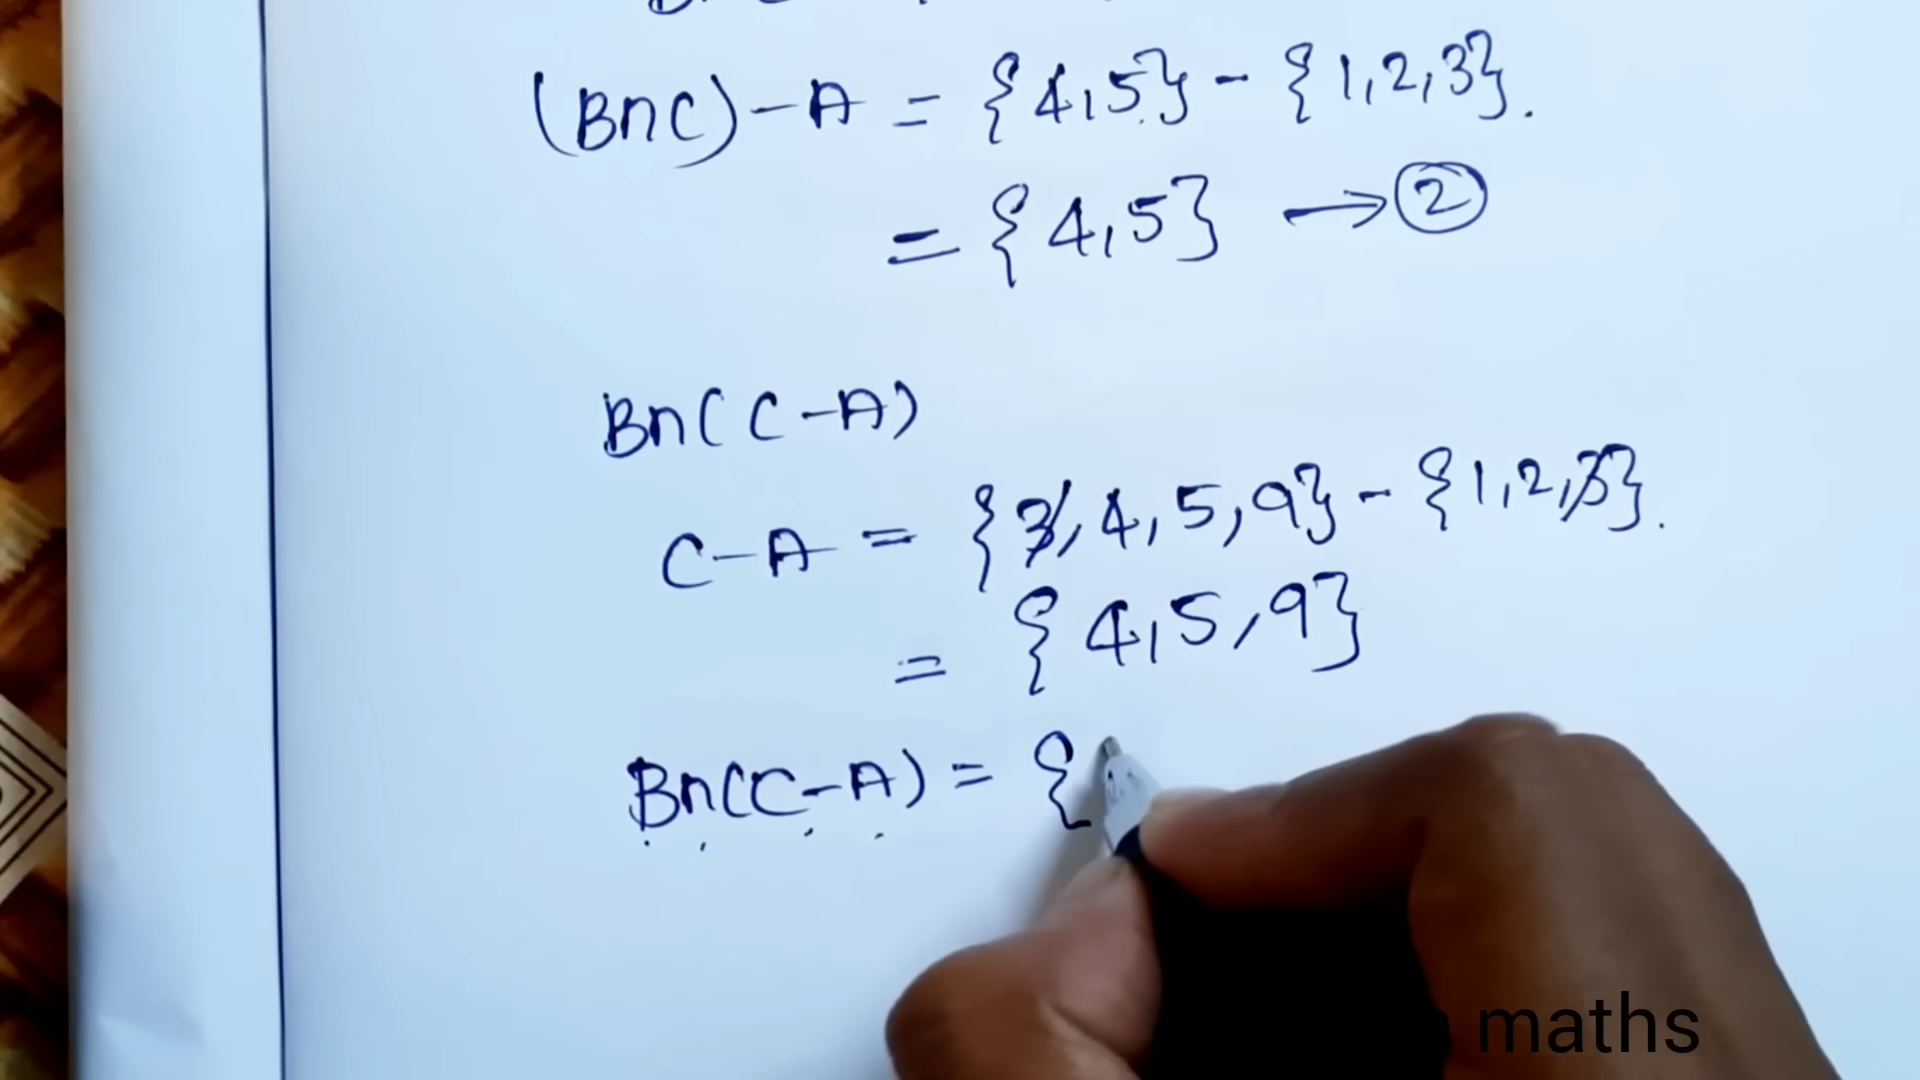 (B∩C)-A = {4,5} - {1,2,3}.
= {4,5} → ②
B∩(C-A)
C-A = {3,4,5,9} - {1,2,3}.
= {4,5,9}
B∩(C-A) = {
maths